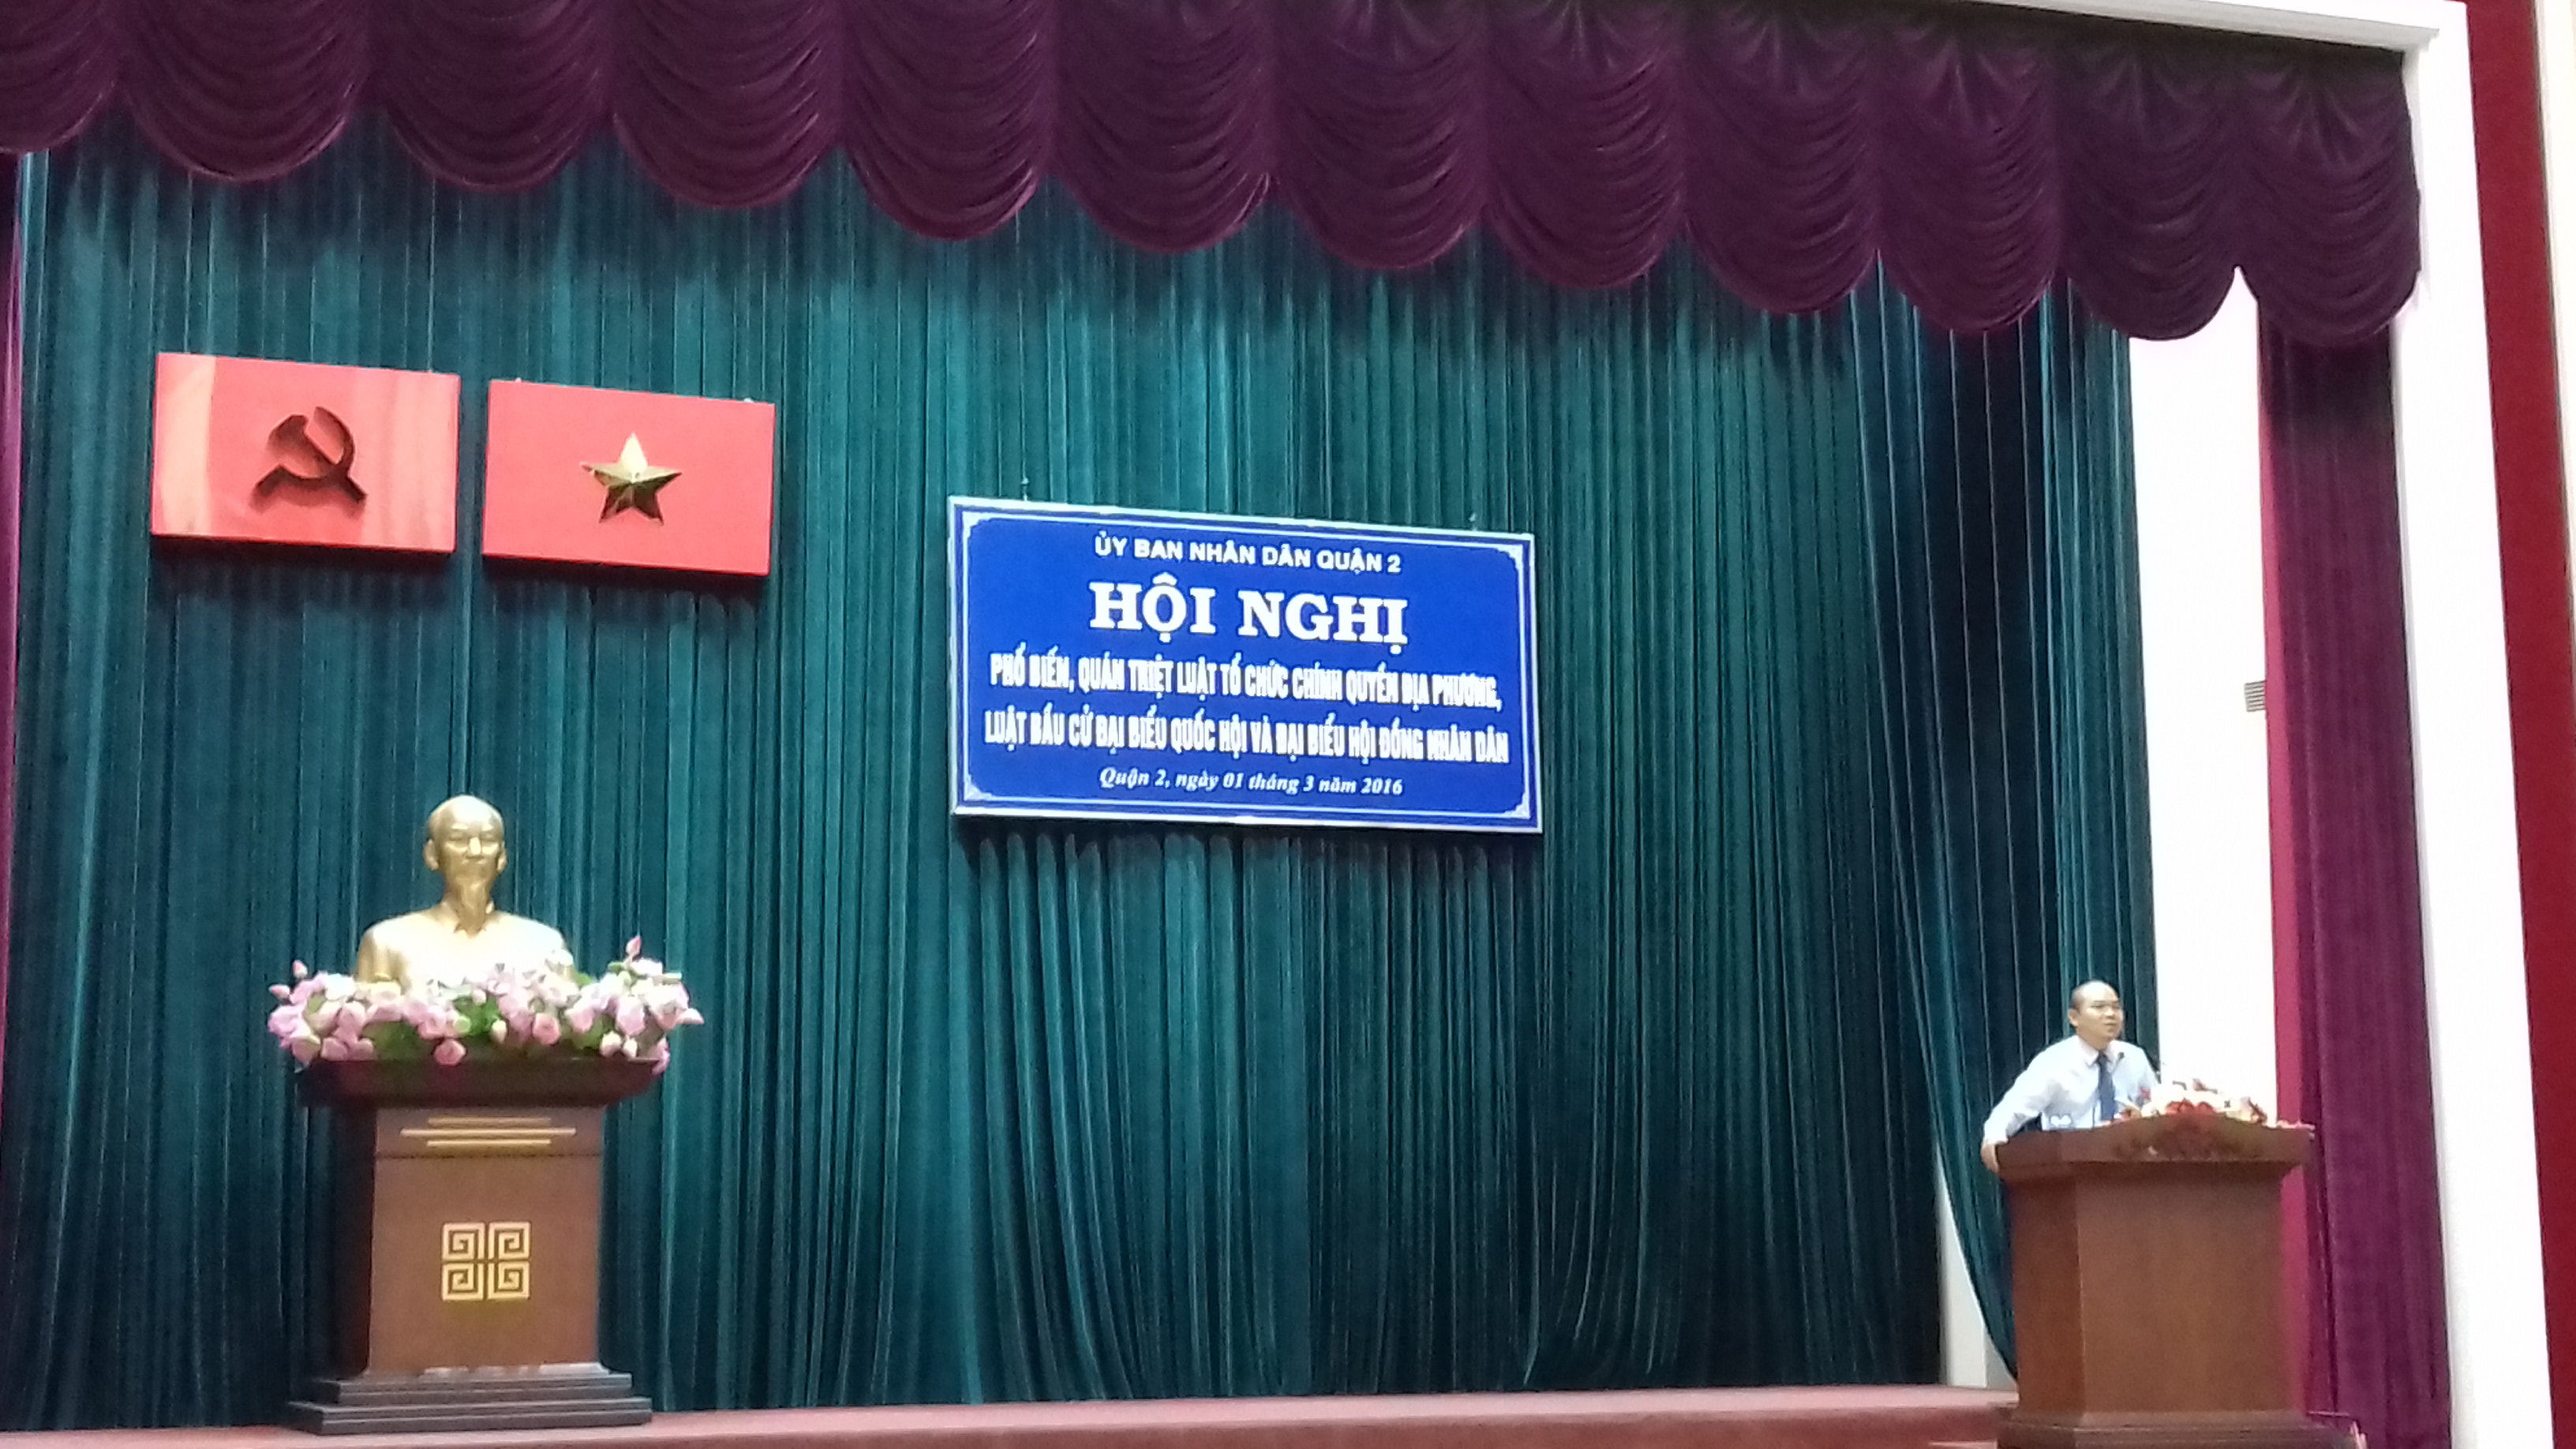 ỦY BAN NHÂN DÂN QUẬN 2
HỘI NGHỊ
PHỔ BIẾN, QUÁN TRIỆT LUẬT TỔ CHỨC CHÍNH QUYỀN ĐỊA PHƯƠNG,
LUẬT BẦU CỬ ĐẠI BIỂU QUỐC HỘI VÀ ĐẠI BIỂU HỘI ĐỒNG NHÂN DÂN
Quận 2, ngày 01 tháng 3 năm 2016